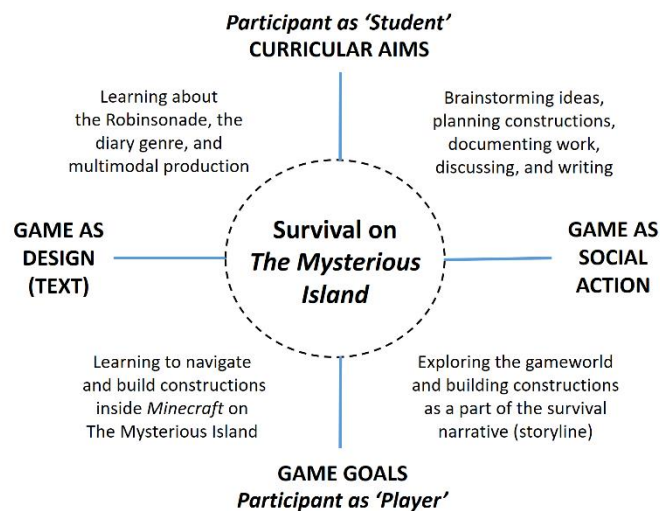 Participant as ‘Student’
CURRICULAR AIMS
Learning about
the Robinsonade, the
diary genre, and
multimodal production
Brainstorming ideas,
planning constructions,
documenting work,
discussing, and writing
GAME AS
DESIGN
(TEXT)
Survival on
The Mysterious
Island
GAME AS
SOCIAL
ACTION
Learning to navigate
and build constructions
inside Minecraft on
The Mysterious Island
Exploring the gameworld
and building constructions
as a part of the survival
narrative (storyline)
GAME GOALS
Participant as ‘Player’